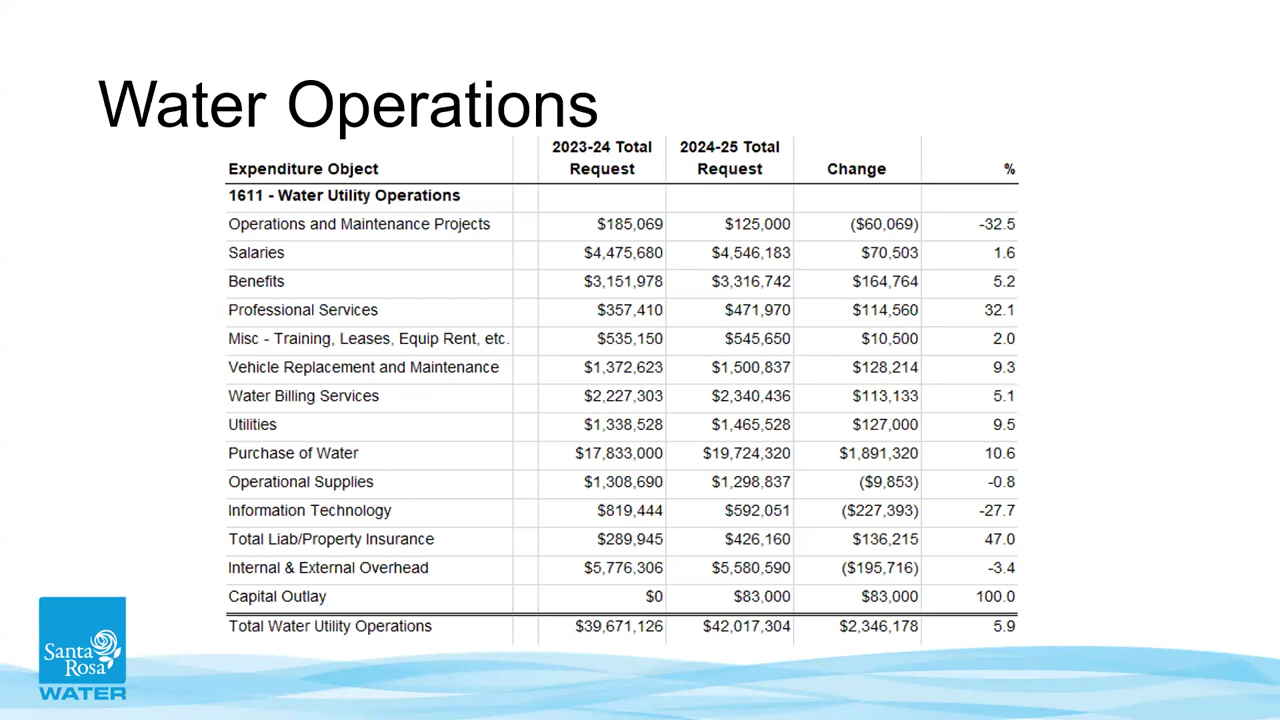 Water Operations
2023-24 Total 2024-25 Total
Expenditure Object Request Request Change %
1611 - Water Utility Operations
Operations and Maintenance Projects $185,069 $125,000 ($60,069) -32.5
Salaries $4,475,680 $4,546,183 $70,503 1.6
Benefits $3,151,978 $3,316,742 $164,764 5.2
Professional Services $357,410 $471,970 $114,560 32.1
Misc - Training, Leases, Equip Rent, etc. $535,150 $545,650 $10,500 2.0
Vehicle Replacement and Maintenance $1,372,623 $1,500,837 $128,214 9.3
Water Billing Services $2,227,303 $2,340,436 $113,133 5.1
Utilities $1,338,528 $1,465,528 $127,000 9.5
Purchase of Water $17,833,000 $19,724,320 $1,891,320 10.6
Operational Supplies $1,308,690 $1,298,837 ($9,853) -0.8
Information Technology $819,444 $592,051 ($227,393) -27.7
Total Liab/Property Insurance $289,945 $426,160 $136,215 47.0
Internal & External Overhead $5,776,306 $5,580,590 ($195,716) -3.4
Capital Outlay $0 $83,000 $83,000 100.0
Total Water Utility Operations $39,671,126 $42,017,304 $2,346,178 5.9
Santa
Rosa
WATER